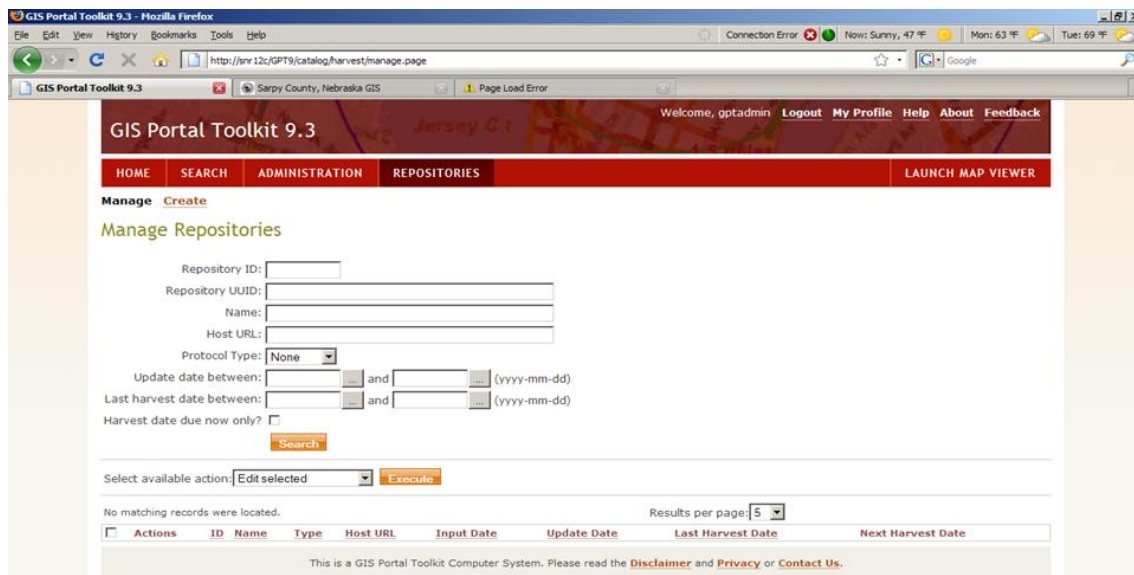 GIS Portal Toolkit 9.3 - Mozilla Firefox
File Edit View History Bookmarks Tools Help
Connection Error Now: Sunny, 47 °F Mon: 63 °F Tue: 69 °F
http://snr12c/GPT9/catalog/harvest/manage.page
Google
GIS Portal Toolkit 9.3 Sarpy County, Nebraska GIS Page Load Error
Welcome, gptadmin Logout My Profile Help About Feedback
GIS Portal Toolkit 9.3
Jersey C
HOME SEARCH ADMINISTRATION REPOSITORIES LAUNCH MAP VIEWER
Manage Create
Manage Repositories
Repository ID:
Repository UUID:
Name:
Host URL:
Protocol Type: None
Update date between: ... and ... (yyyy-mm-dd)
Last harvest date between: ... and ... (yyyy-mm-dd)
Harvest date due now only?
Search
Select available action: Edit selected Execute
No matching records were located. Results per page: 5
Actions ID Name Type Host URL Input Date Update Date Last Harvest Date Next Harvest Date
This is a GIS Portal Toolkit Computer System. Please read the Disclaimer and Privacy or Contact Us.